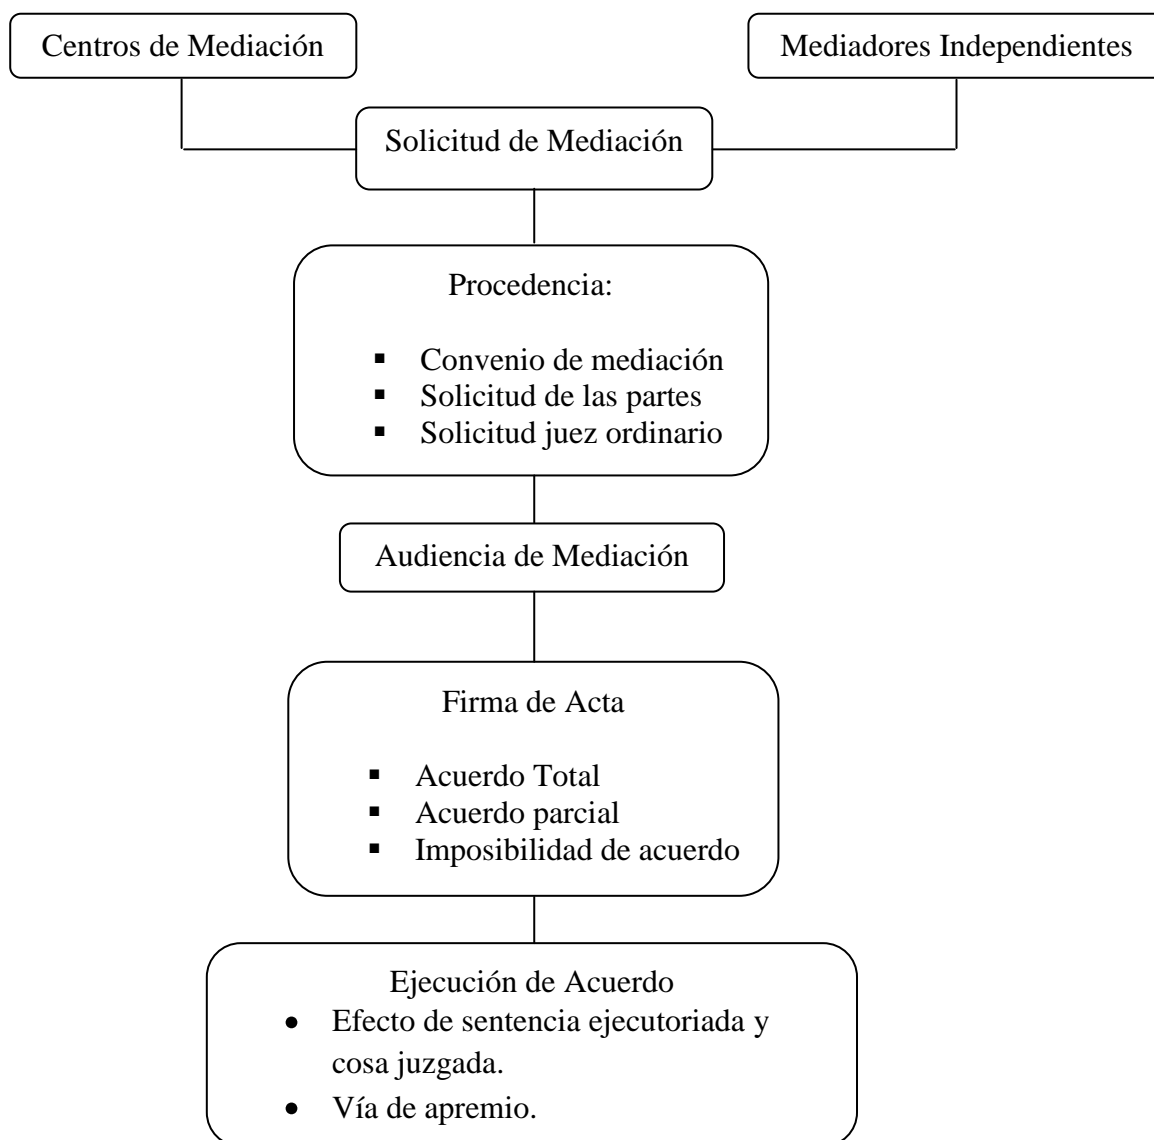 Centros de Mediación
Mediadores Independientes
Solicitud de Mediación
Procedencia:
▪ Convenio de mediación
▪ Solicitud de las partes
▪ Solicitud juez ordinario
Audiencia de Mediación
Firma de Acta
▪ Acuerdo Total
▪ Acuerdo parcial
▪ Imposibilidad de acuerdo
Ejecución de Acuerdo
• Efecto de sentencia ejecutoriada y
cosa juzgada.
• Vía de apremio.